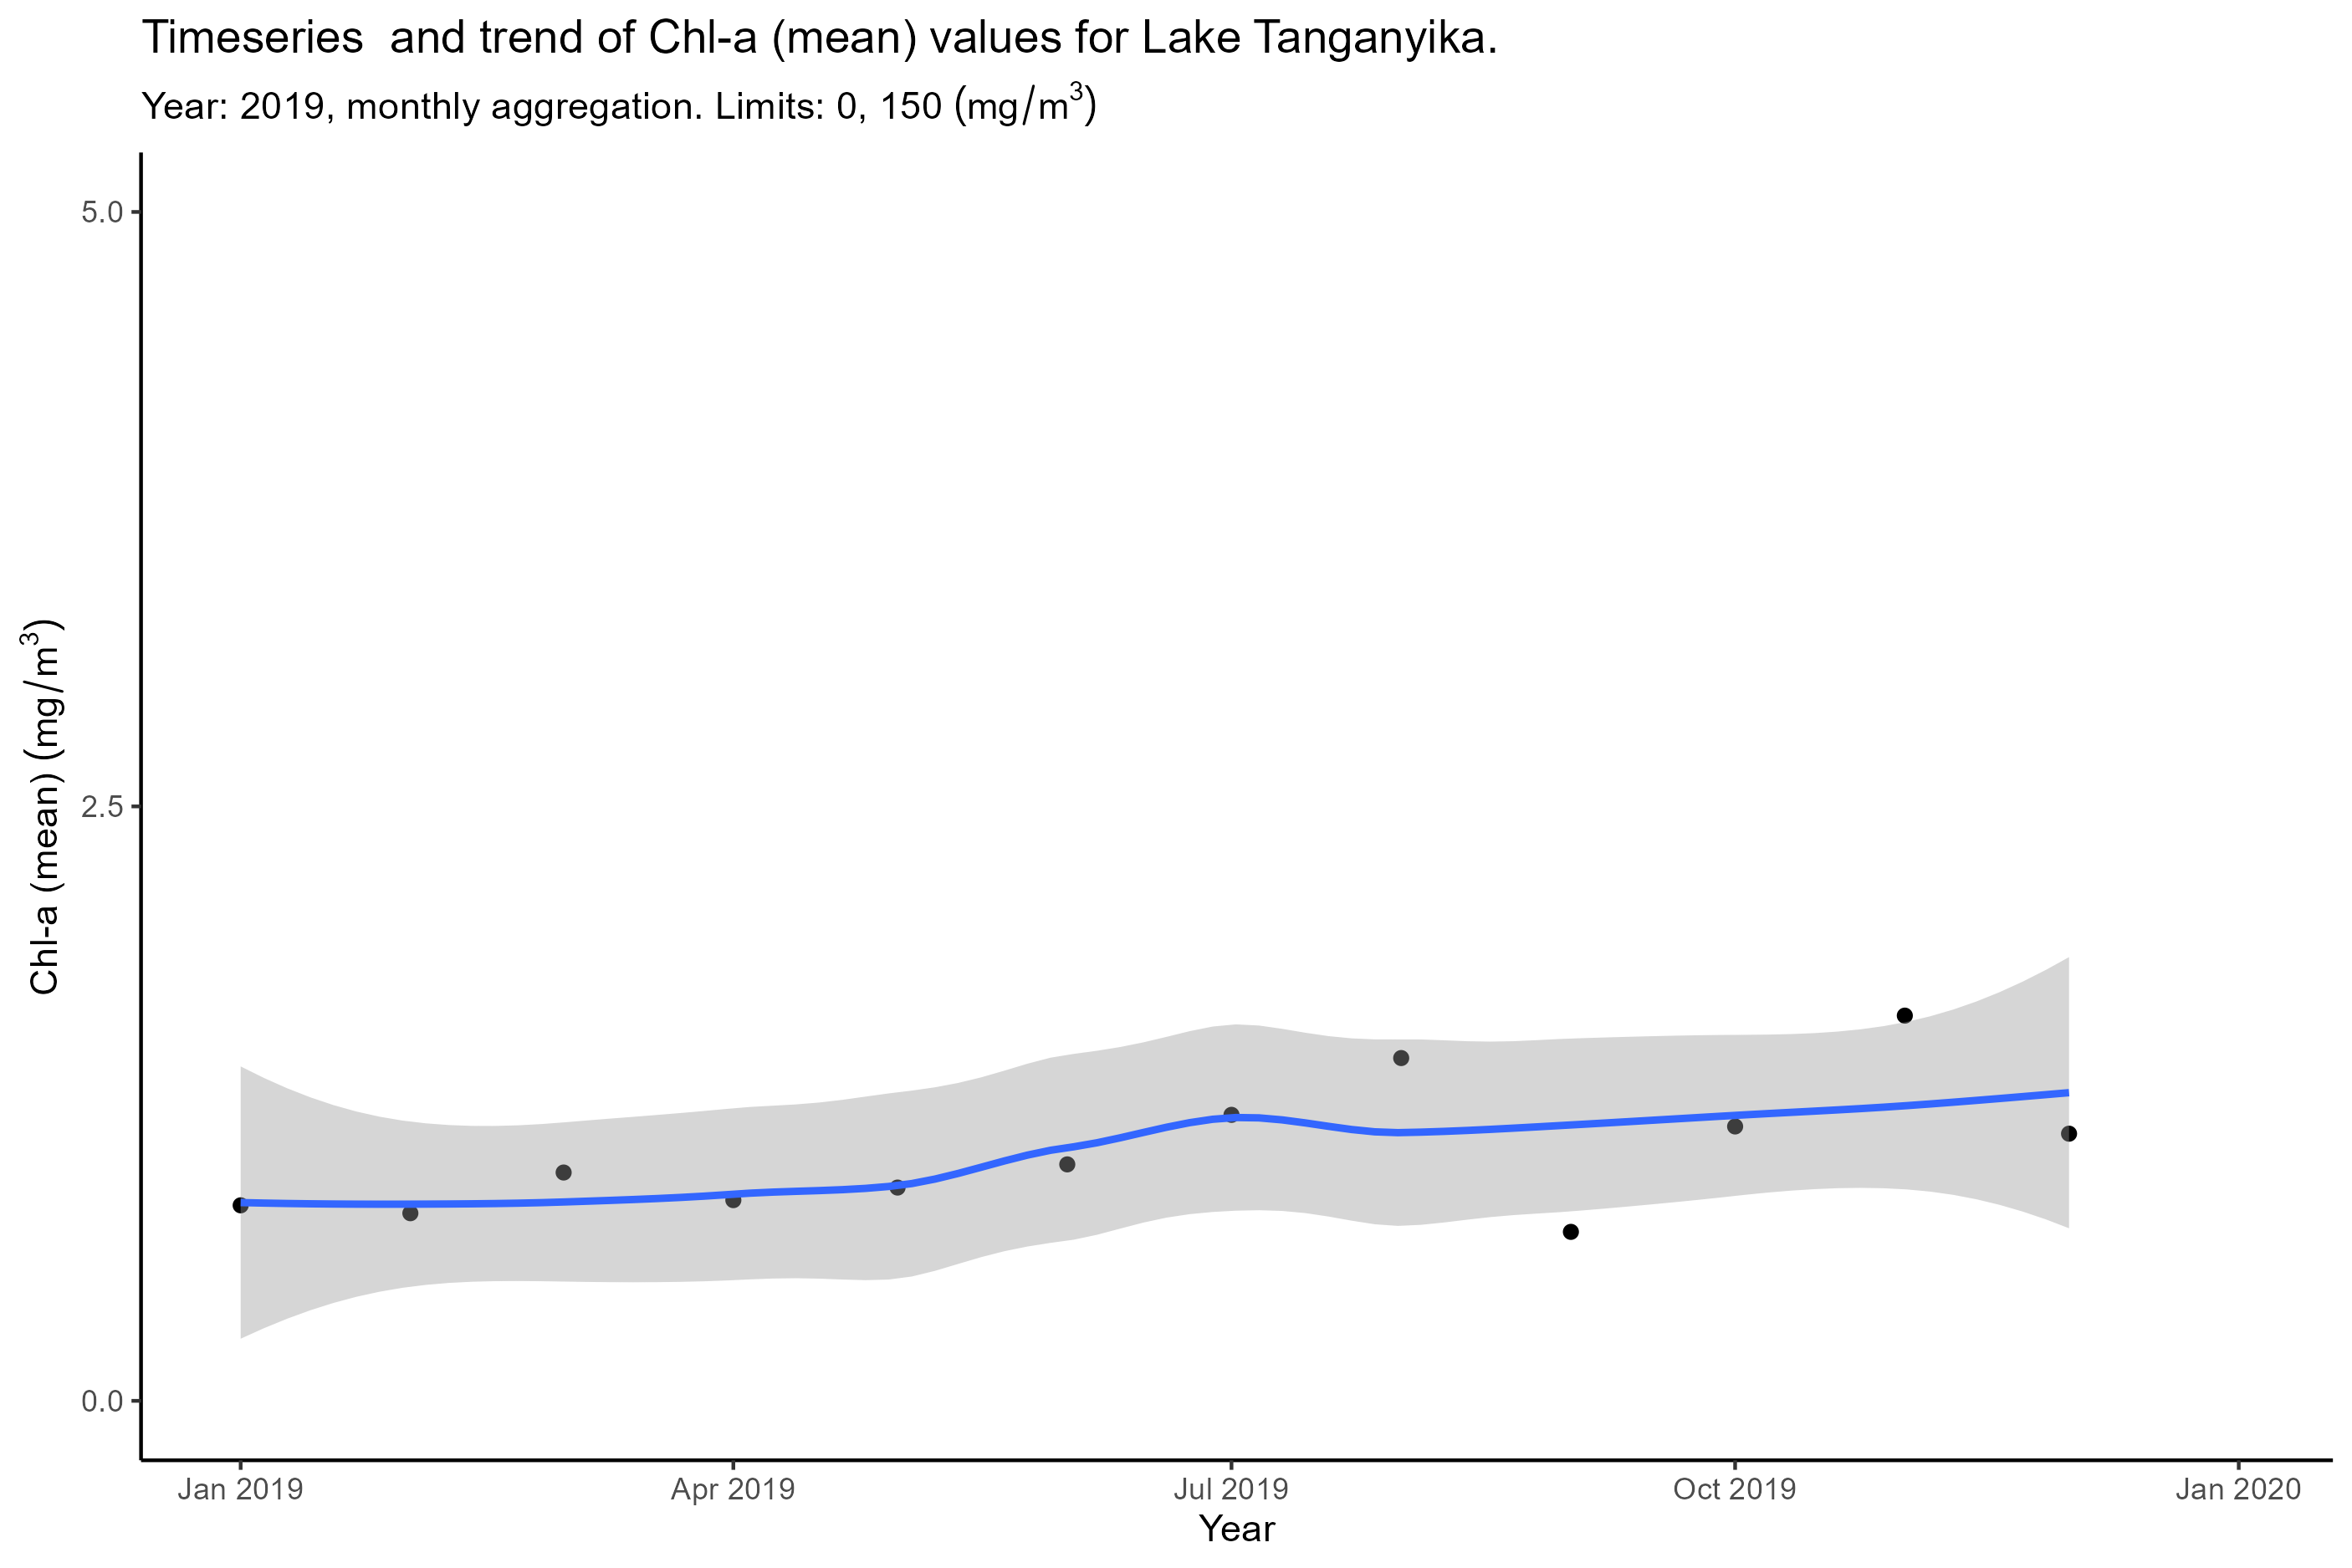 Timeseries  and trend of Chl-a (mean) values for Lake Tanganyika.
Year: 2019, monthly aggregation. Limits: 0, 150 (mg/m³)
Chl-a (mean) (mg/m³)
5.0
2.5
0.0
Jan 2019 Apr 2019 Jul 2019 Oct 2019 Jan 2020
Year